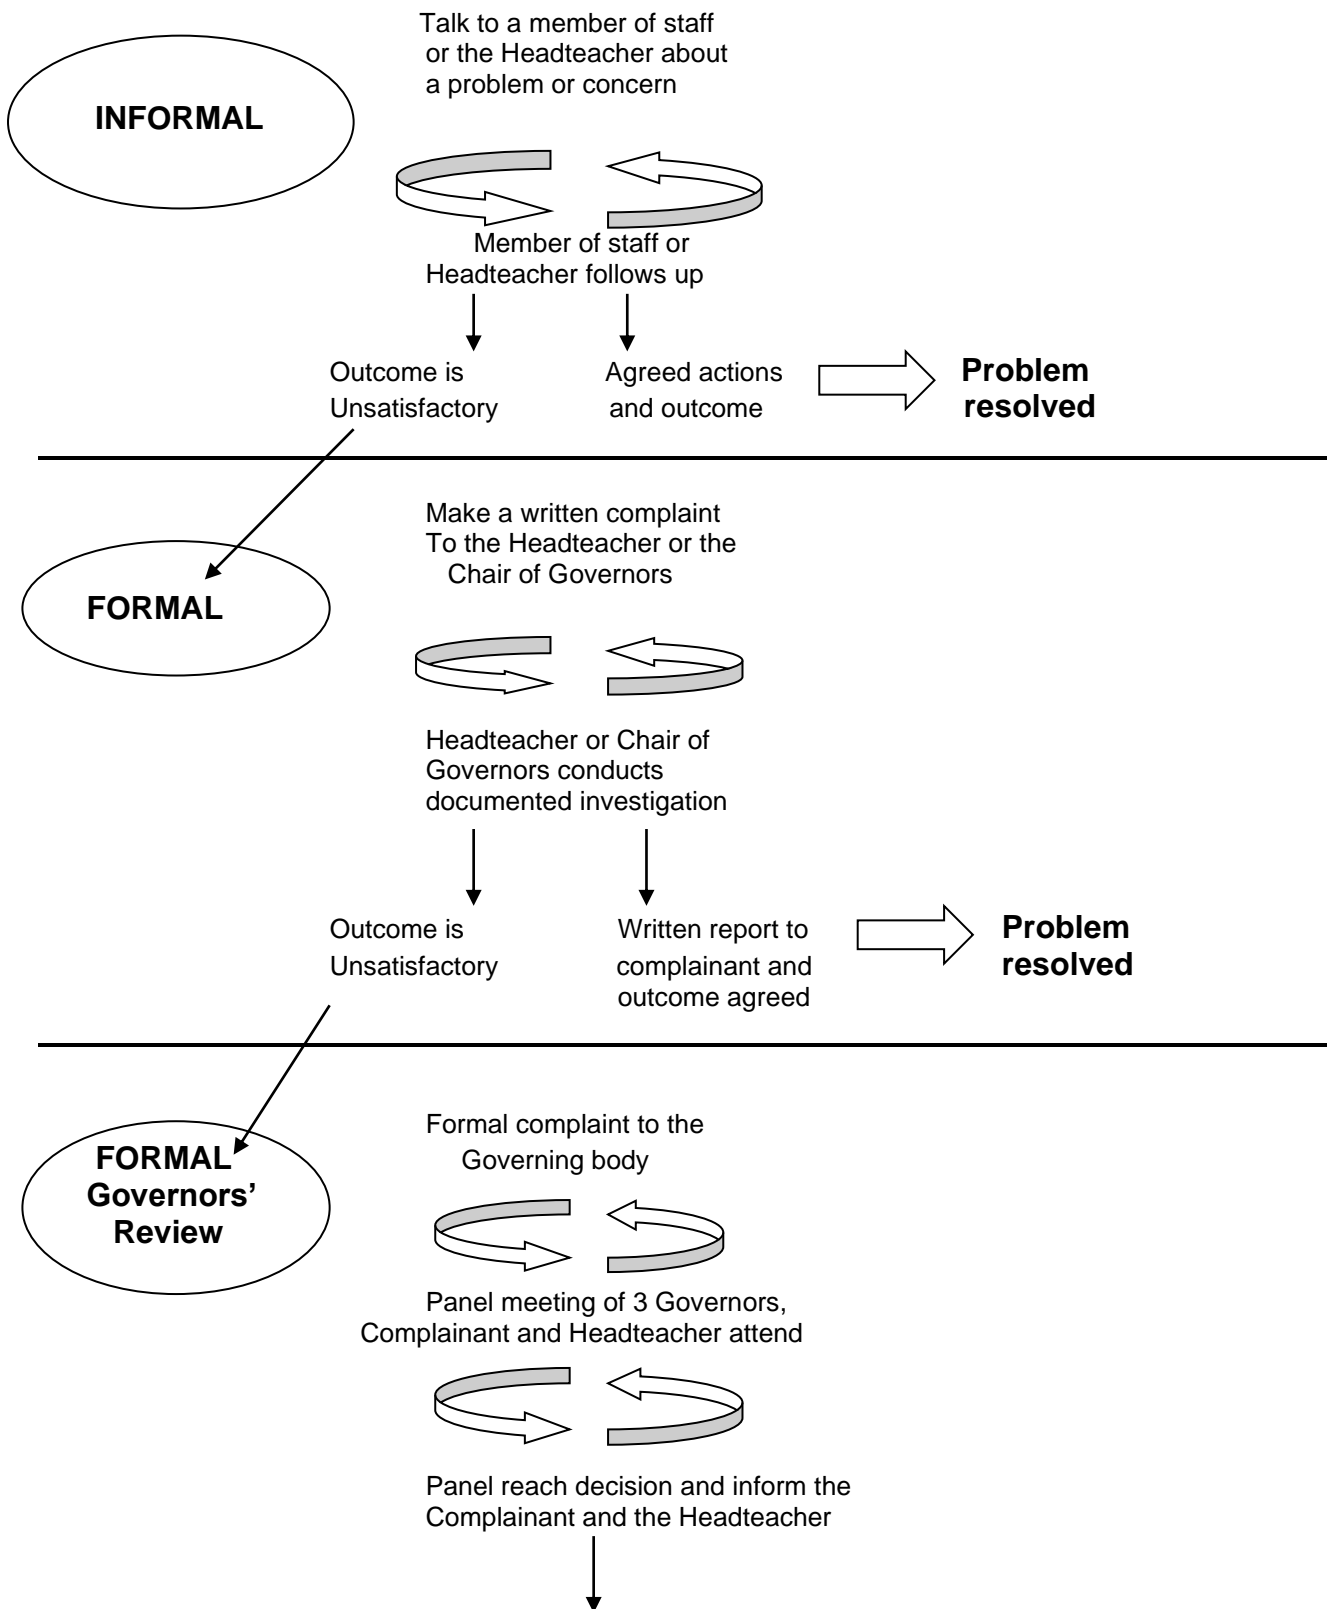 Talk to a member of staff
or the Headteacher about
a problem or concern
INFORMAL
Member of staff or
Headteacher follows up
Outcome is
Unsatisfactory
Agreed actions
and outcome
Problem
resolved
Make a written complaint
To the Headteacher or the
Chair of Governors
FORMAL
Headteacher or Chair of
Governors conducts
documented investigation
Outcome is
Unsatisfactory
Written report to
complainant and
outcome agreed
Problem
resolved
Formal complaint to the
Governing body
FORMAL
Governors’
Review
Panel meeting of 3 Governors,
Complainant and Headteacher attend
Panel reach decision and inform the
Complainant and the Headteacher